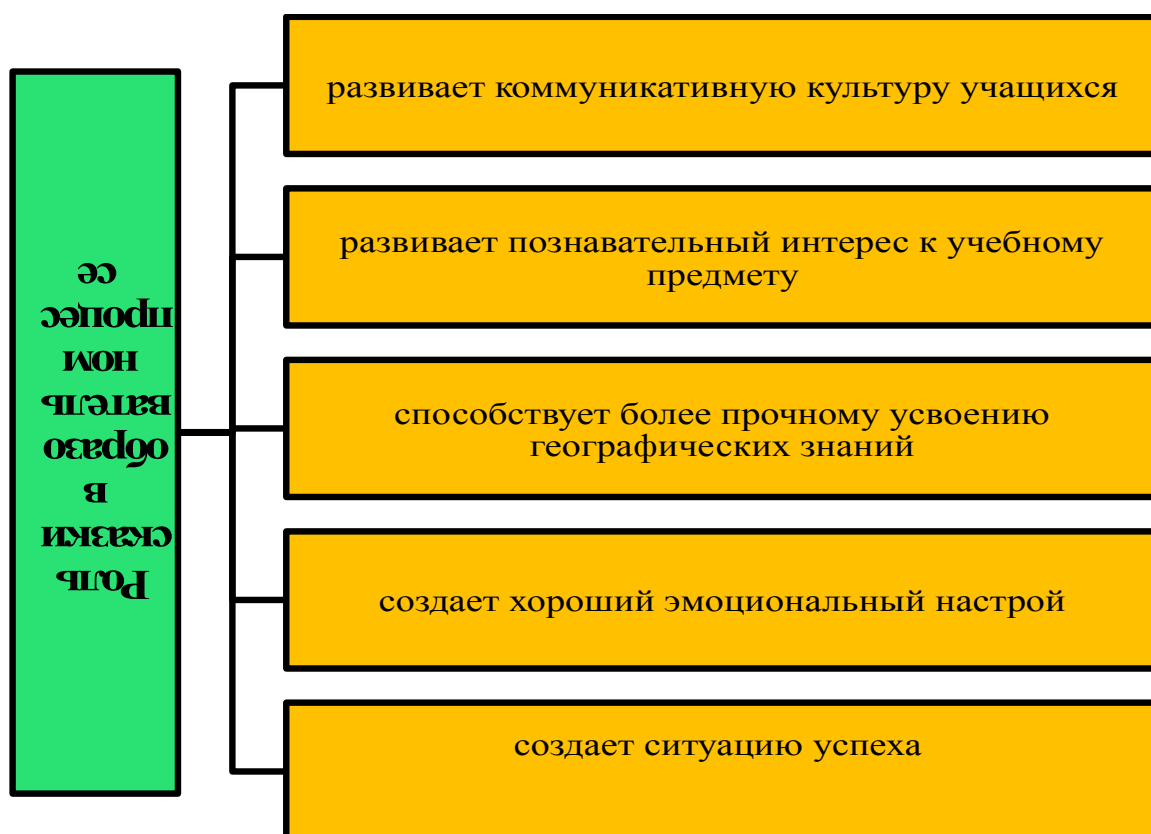 Роль
сказки
в
образо
ватель
ном
процес
се
развивает коммуникативную культуру учащихся
развивает познавательный интерес к учебному
предмету
способствует более прочному усвоению
географических знаний
создает хороший эмоциональный настрой
создает ситуацию успеха